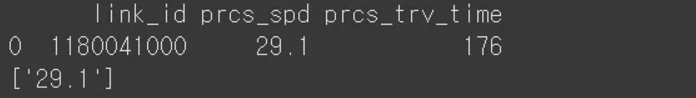 link_id prcs_spd prcs_trv_time
0 1180041000 29.1 176
['29.1']